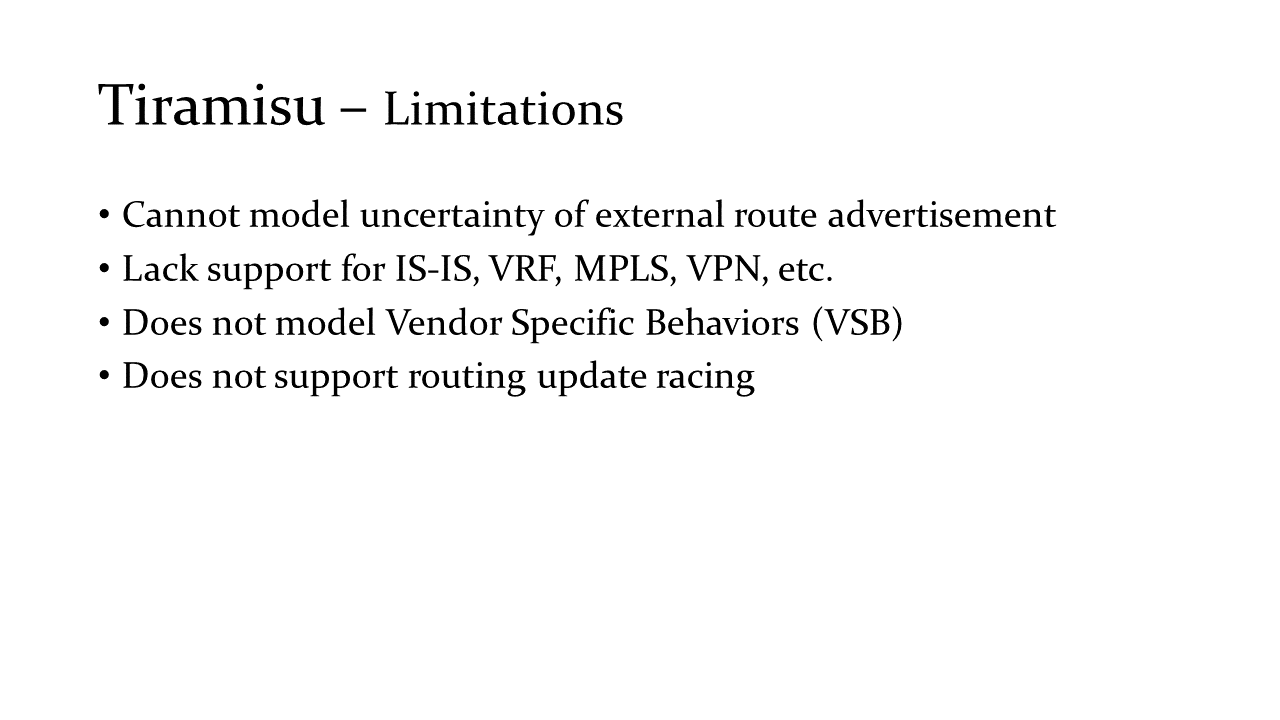 Tiramisu – Limitations
• Cannot model uncertainty of external route advertisement
• Lack support for IS-IS, VRF, MPLS, VPN, etc.
• Does not model Vendor Specific Behaviors (VSB)
• Does not support routing update racing